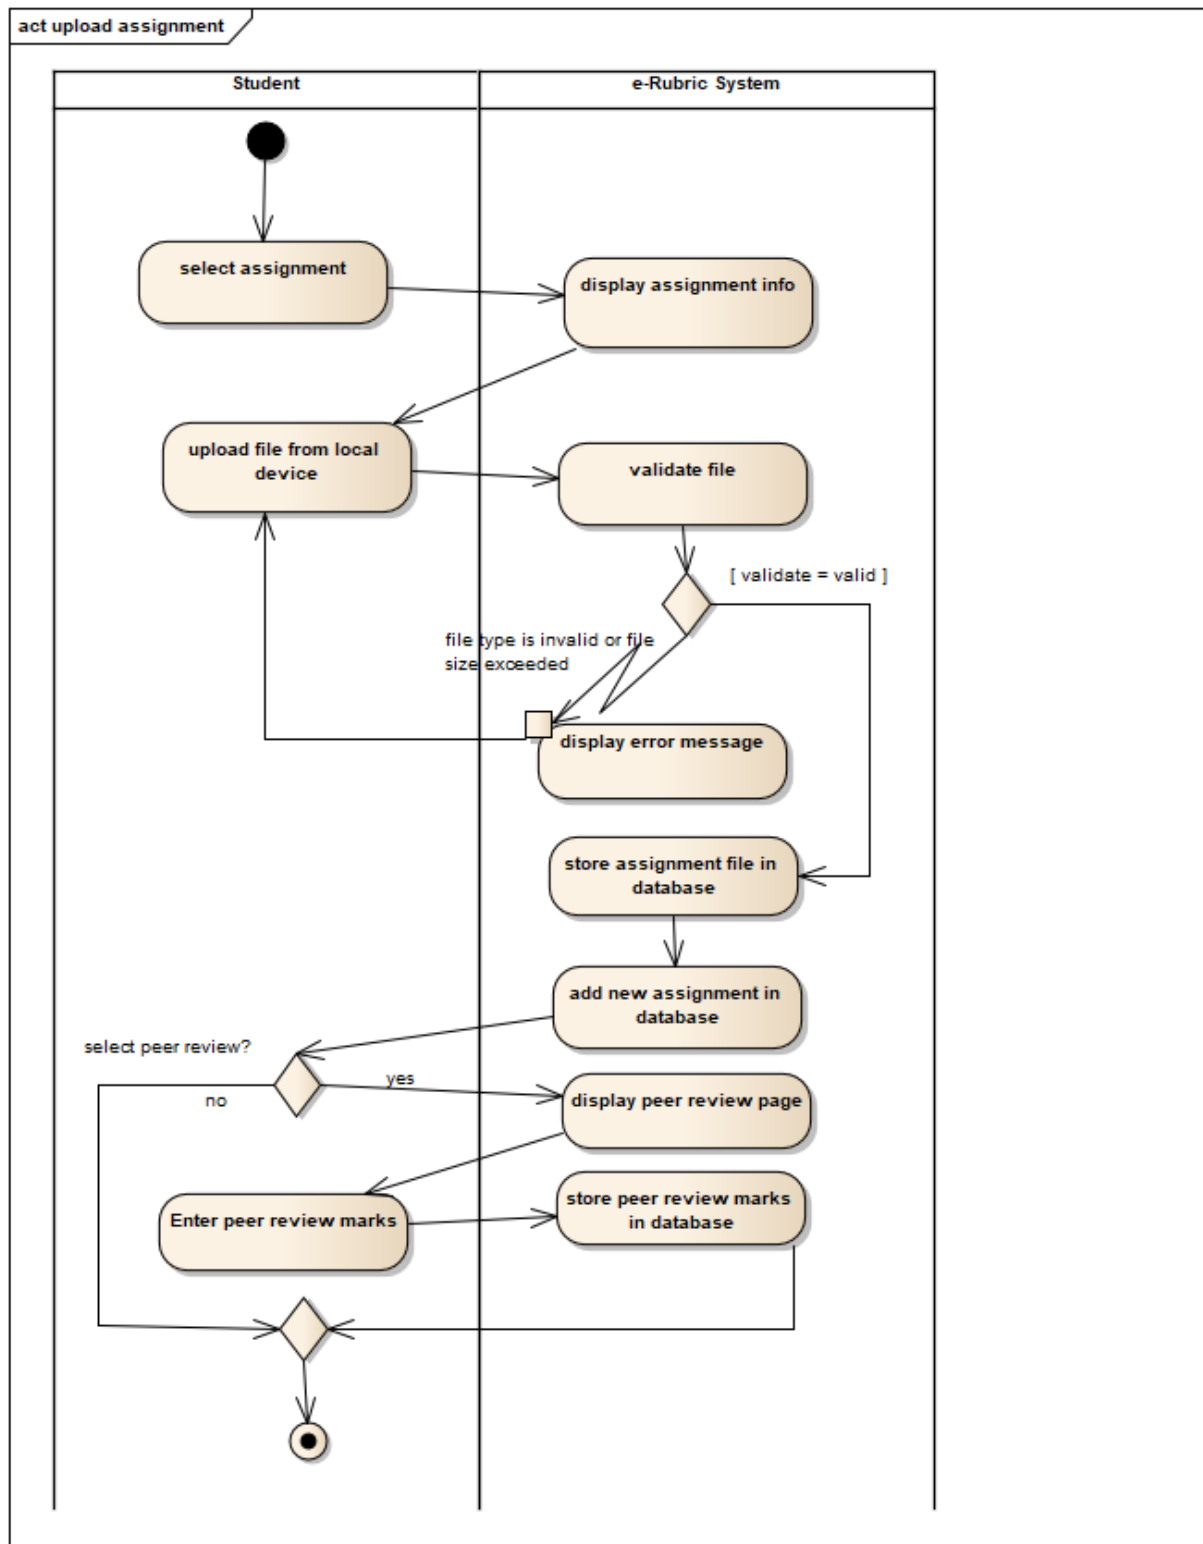 act upload assignment
Student
e-Rubric System
select assignment
display assignment info
upload file from local
device
validate file
[ validate = valid ]
file type is invalid or file
size exceeded
display error message
store assignment file in
database
add new assignment in
database
select peer review?
yes
no
display peer review page
Enter peer review marks
store peer review marks
in database